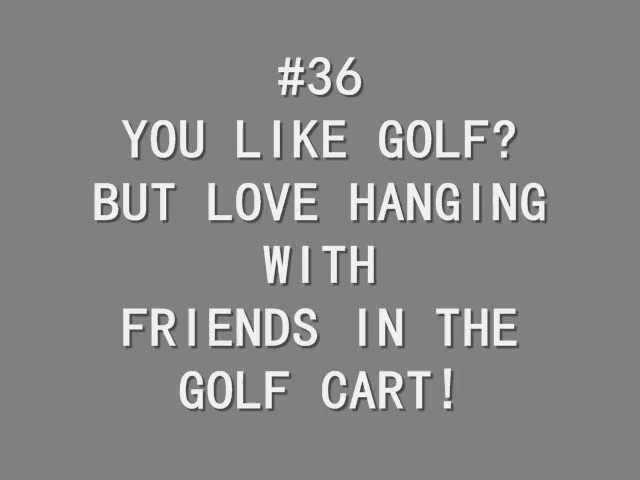 #36
YOU LIKE GOLF?
BUT LOVE HANGING
WITH
FRIENDS IN THE
GOLF CART!